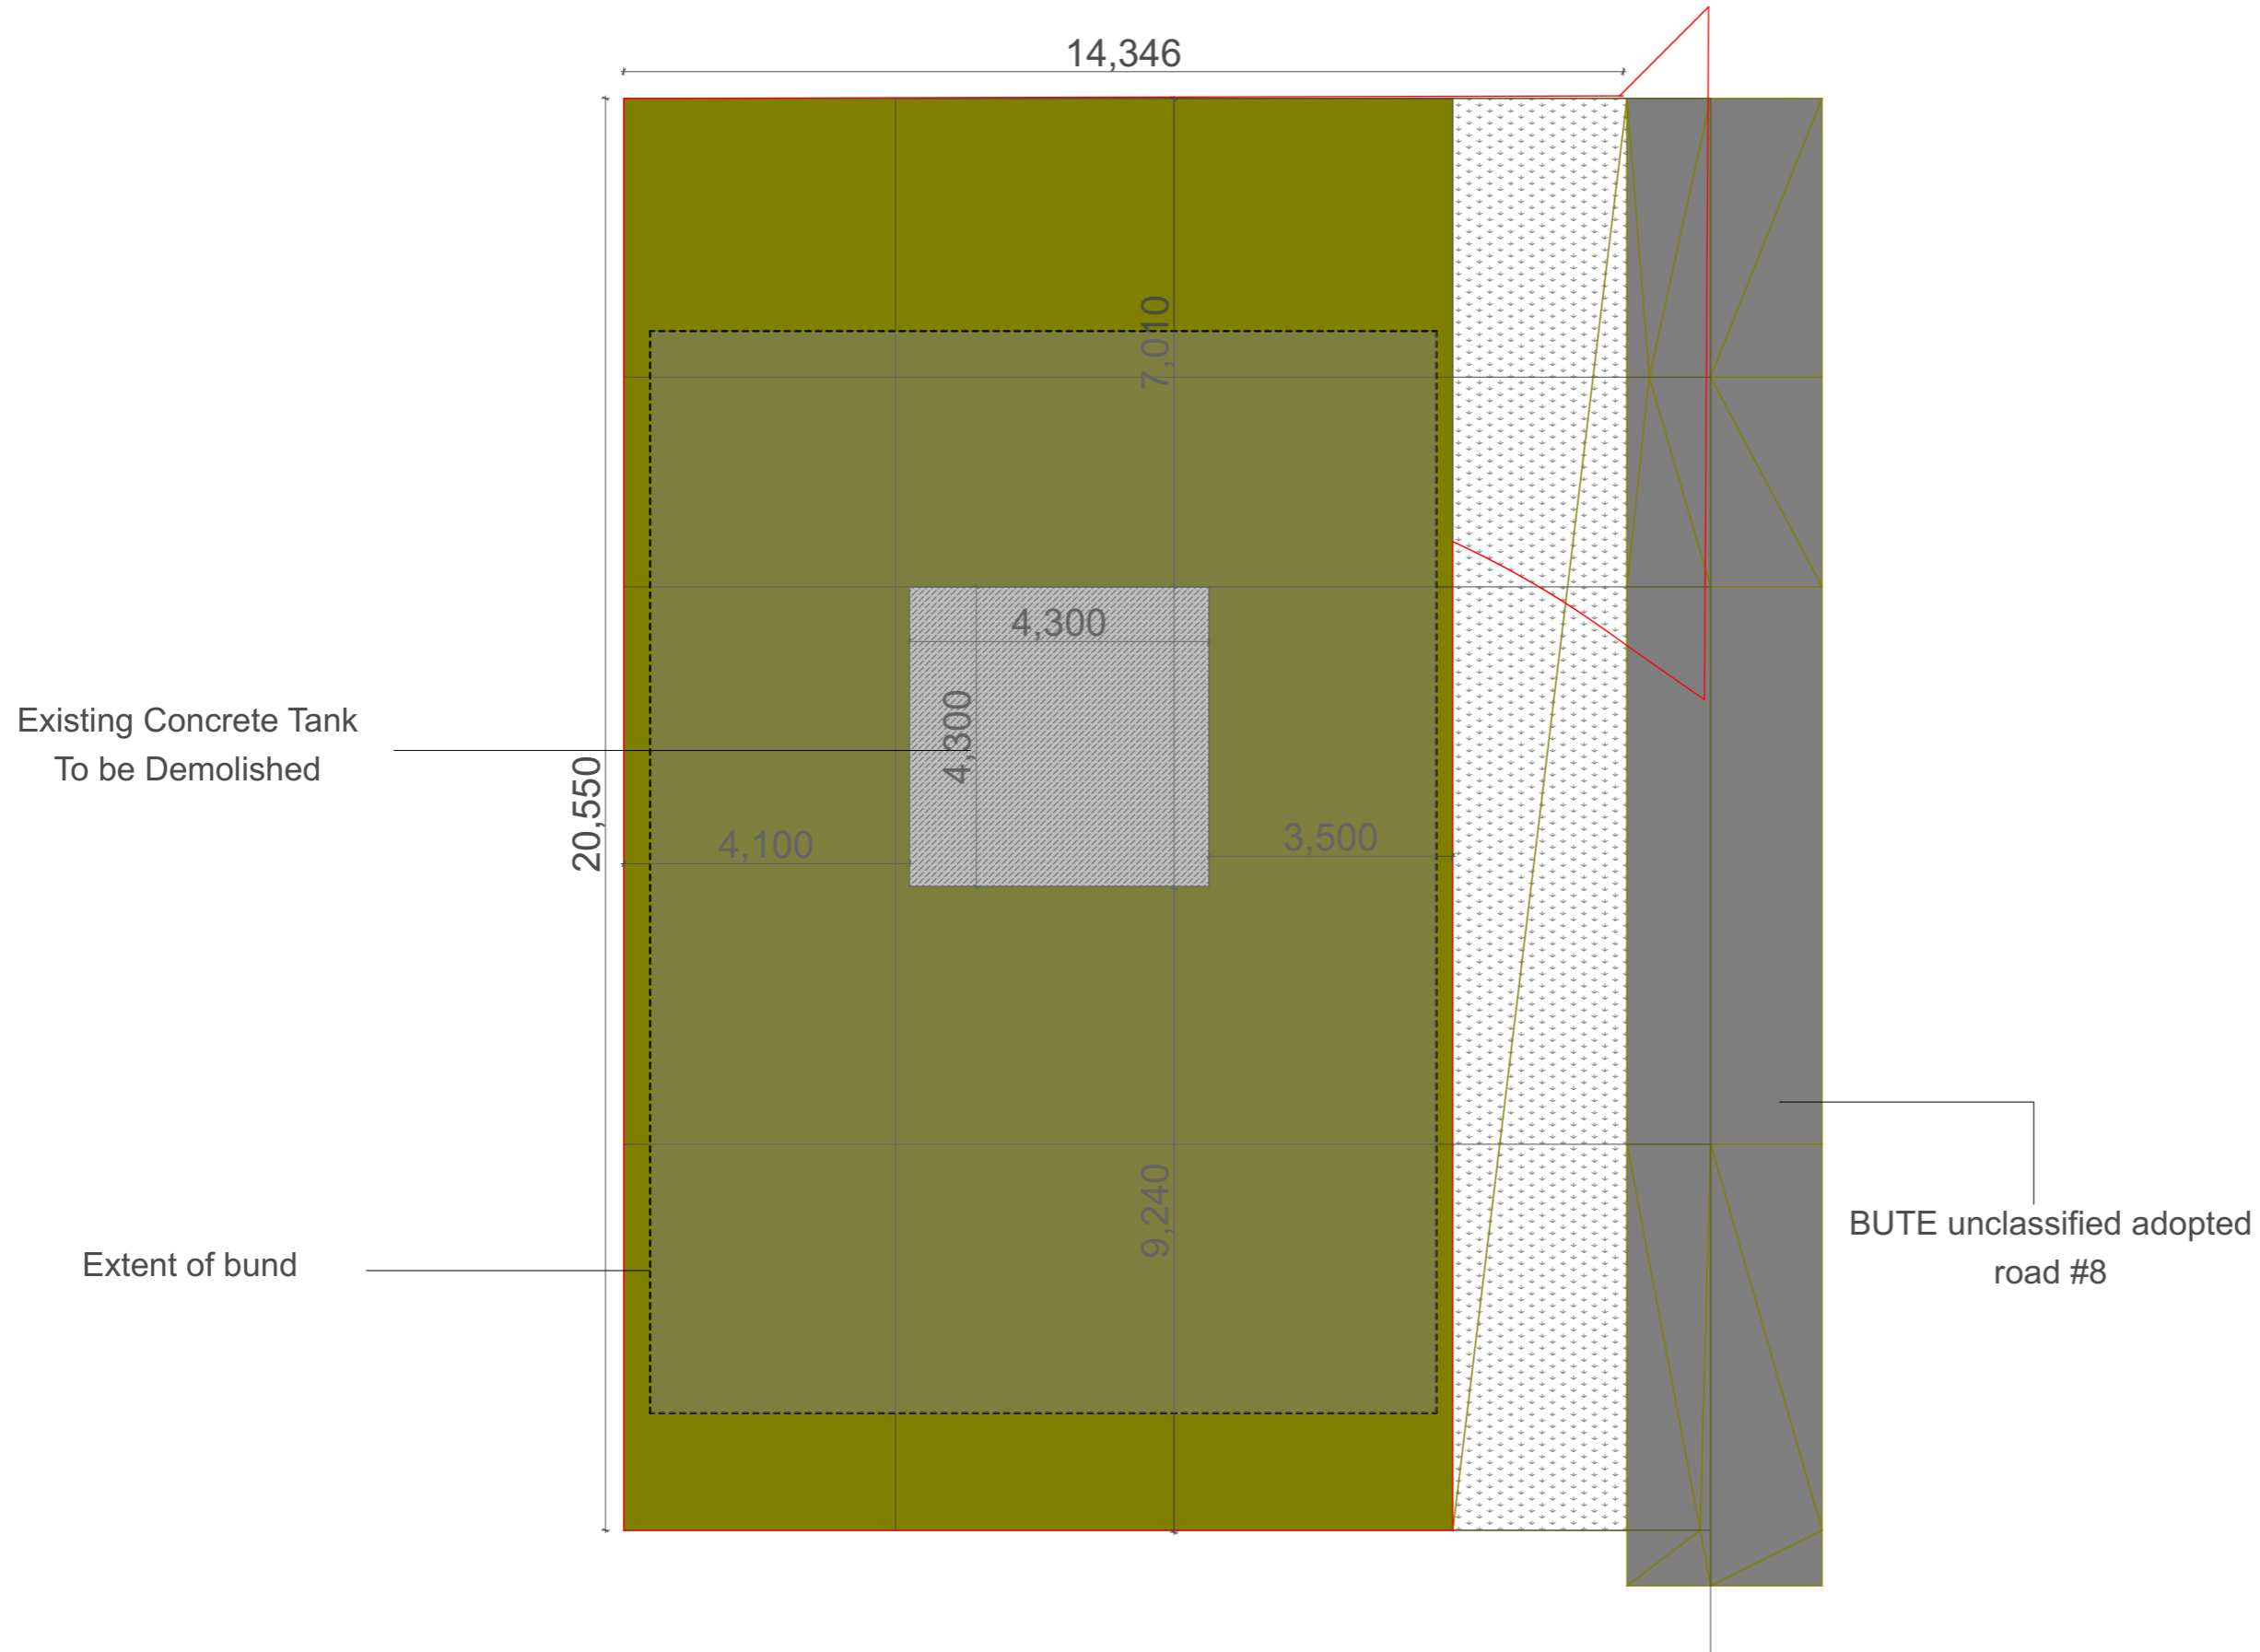 14,346
7,010
4,300
Existing Concrete Tank
To be Demolished
4,300
20,550
4,100
3,500
9,240
BUTE unclassified adopted
road #8
Extent of bund